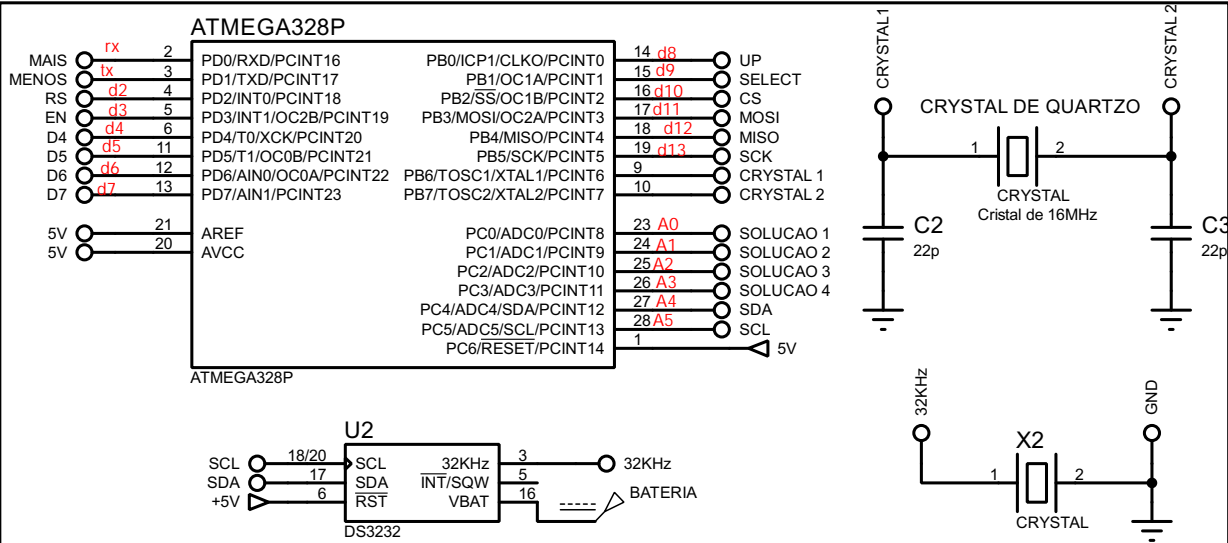 ATMEGA328P
MAIS rx 2 PD0/RXD/PCINT16
MENOS tx 3 PD1/TXD/PCINT17
RS d2 4 PD2/INT0/PCINT18
EN d3 5 PD3/INT1/OC2B/PCINT19
D4 d4 6 PD4/T0/XCK/PCINT20
D5 d5 11 PD5/T1/OC0B/PCINT21
D6 d6 12 PD6/AIN0/OC0A/PCINT22
D7 d7 13 PD7/AIN1/PCINT23
5V 21 AREF
5V 20 AVCC
PB0/ICP1/CLKO/PCINT0 14 d8 UP
PB1/OC1A/PCINT1 15 d9 SELECT
PB2/SS/OC1B/PCINT2 16 d10 CS
PB3/MOSI/OC2A/PCINT3 17 d11 MOSI
PB4/MISO/PCINT4 18 d12 MISO
PB5/SCK/PCINT5 19 d13 SCK
PB6/TOSC1/XTAL1/PCINT6 9 CRYSTAL 1
PB7/TOSC2/XTAL2/PCINT7 10 CRYSTAL 2
PC0/ADC0/PCINT8 23 A0 SOLUCAO 1
PC1/ADC1/PCINT9 24 A1 SOLUCAO 2
PC2/ADC2/PCINT10 25 A2 SOLUCAO 3
PC3/ADC3/PCINT11 26 A3 SOLUCAO 4
PC4/ADC4/SDA/PCINT12 27 A4 SDA
PC5/ADC5/SCL/PCINT13 28 A5 SCL
PC6/RESET/PCINT14 1 5V
ATMEGA328P
CRYSTAL1
CRYSTAL 2
CRYSTAL DE QUARTZO
1 2
CRYSTAL
Cristal de 16MHz
C2
22p
C3
22p
U2
SCL 18/20 SCL 32KHz 3 32KHz
SDA 17 SDA INT/SQW 5
+5V 6 RST VBAT 16 BATERIA
DS3232
32KHz
GND
X2
1 2
CRYSTAL